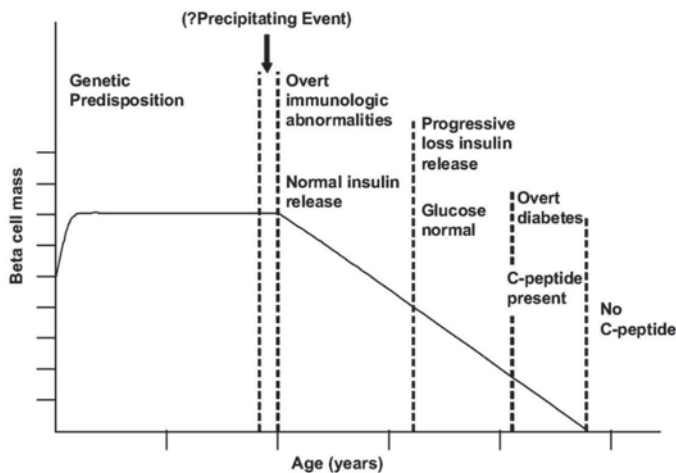 (?Precipitating Event)
Genetic
Predisposition
Overt
immunologic
abnormalities
Normal insulin
release
Progressive
loss insulin
release
Glucose
normal
Overt
diabetes
C-peptide
present
No
C-peptide
Beta cell mass
Age (years)